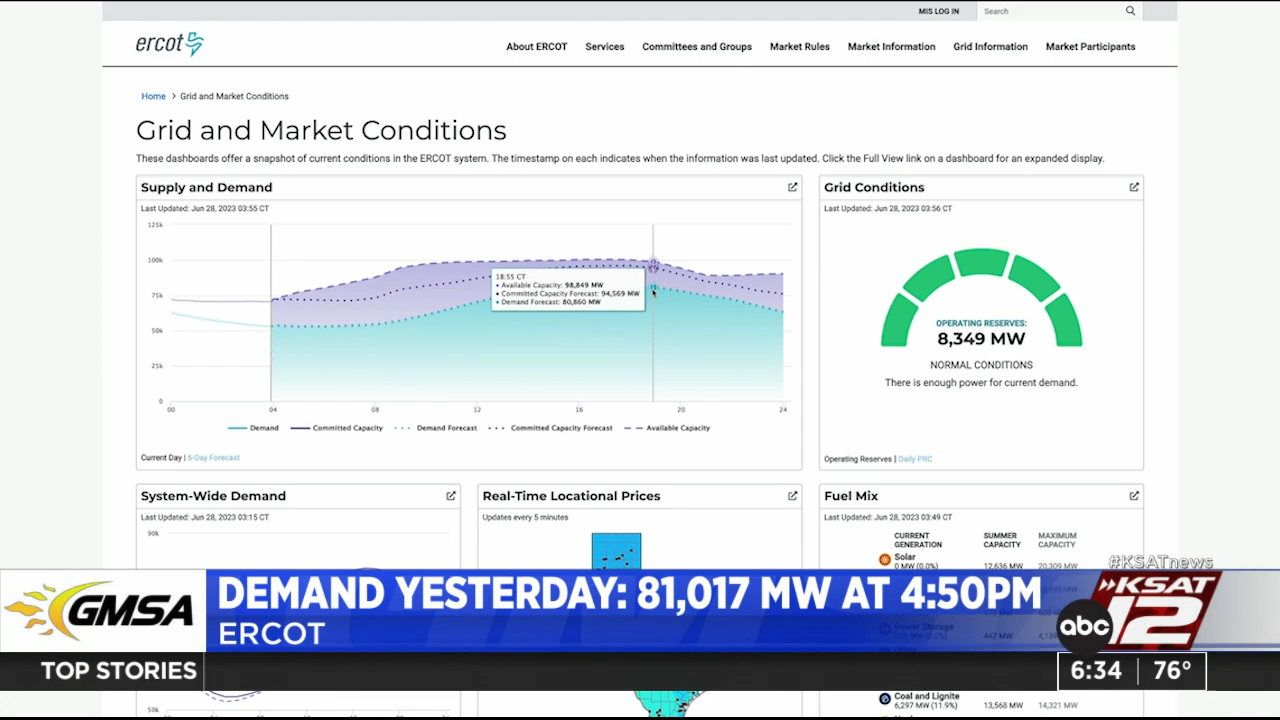 MIS LOG IN
Search
ercot
About ERCOT Services Committees and Groups Market Rules Market Information Grid Information Market Participants
Home > Grid and Market Conditions
Grid and Market Conditions
These dashboards offer a snapshot of current conditions in the ERCOT system. The timestamp on each indicates when the information was last updated. Click the Full View link on a dashboard for an expanded display.
Supply and Demand
Last Updated: Jun 28, 2023 03:55 CT
125k
100k
75k
50k
25k
0
00 04 08 12 16 20 24
18:55 CT
• Available Capacity: 98,849 MW
• Committed Capacity Forecast: 94,569 MW
• Demand Forecast: 80,860 MW
Demand Committed Capacity Demand Forecast Committed Capacity Forecast Available Capacity
Current Day | 6-Day Forecast
Grid Conditions
Last Updated: Jun 28, 2023 03:56 CT
OPERATING RESERVES:
8,349 MW
NORMAL CONDITIONS
There is enough power for current demand.
Operating Reserves | Daily PRC
System-Wide Demand
Last Updated: Jun 28, 2023 03:15 CT
90k
50k
Real-Time Locational Prices
Updates every 5 minutes
Fuel Mix
Last Updated: Jun 28, 2023 03:49 CT
CURRENT GENERATION SUMMER CAPACITY MAXIMUM CAPACITY
Solar
0 MW (0.0%) 12,636 MW 20,309 MW
Power Storage
447 MW
Coal and Lignite
6,297 MW (11.9%) 13,568 MW 14,321 MW
#KSATnews
GMSA
DEMAND YESTERDAY: 81,017 MW AT 4:50PM
ERCOT
abc
KSAT
12
TOP STORIES
6:34 76°